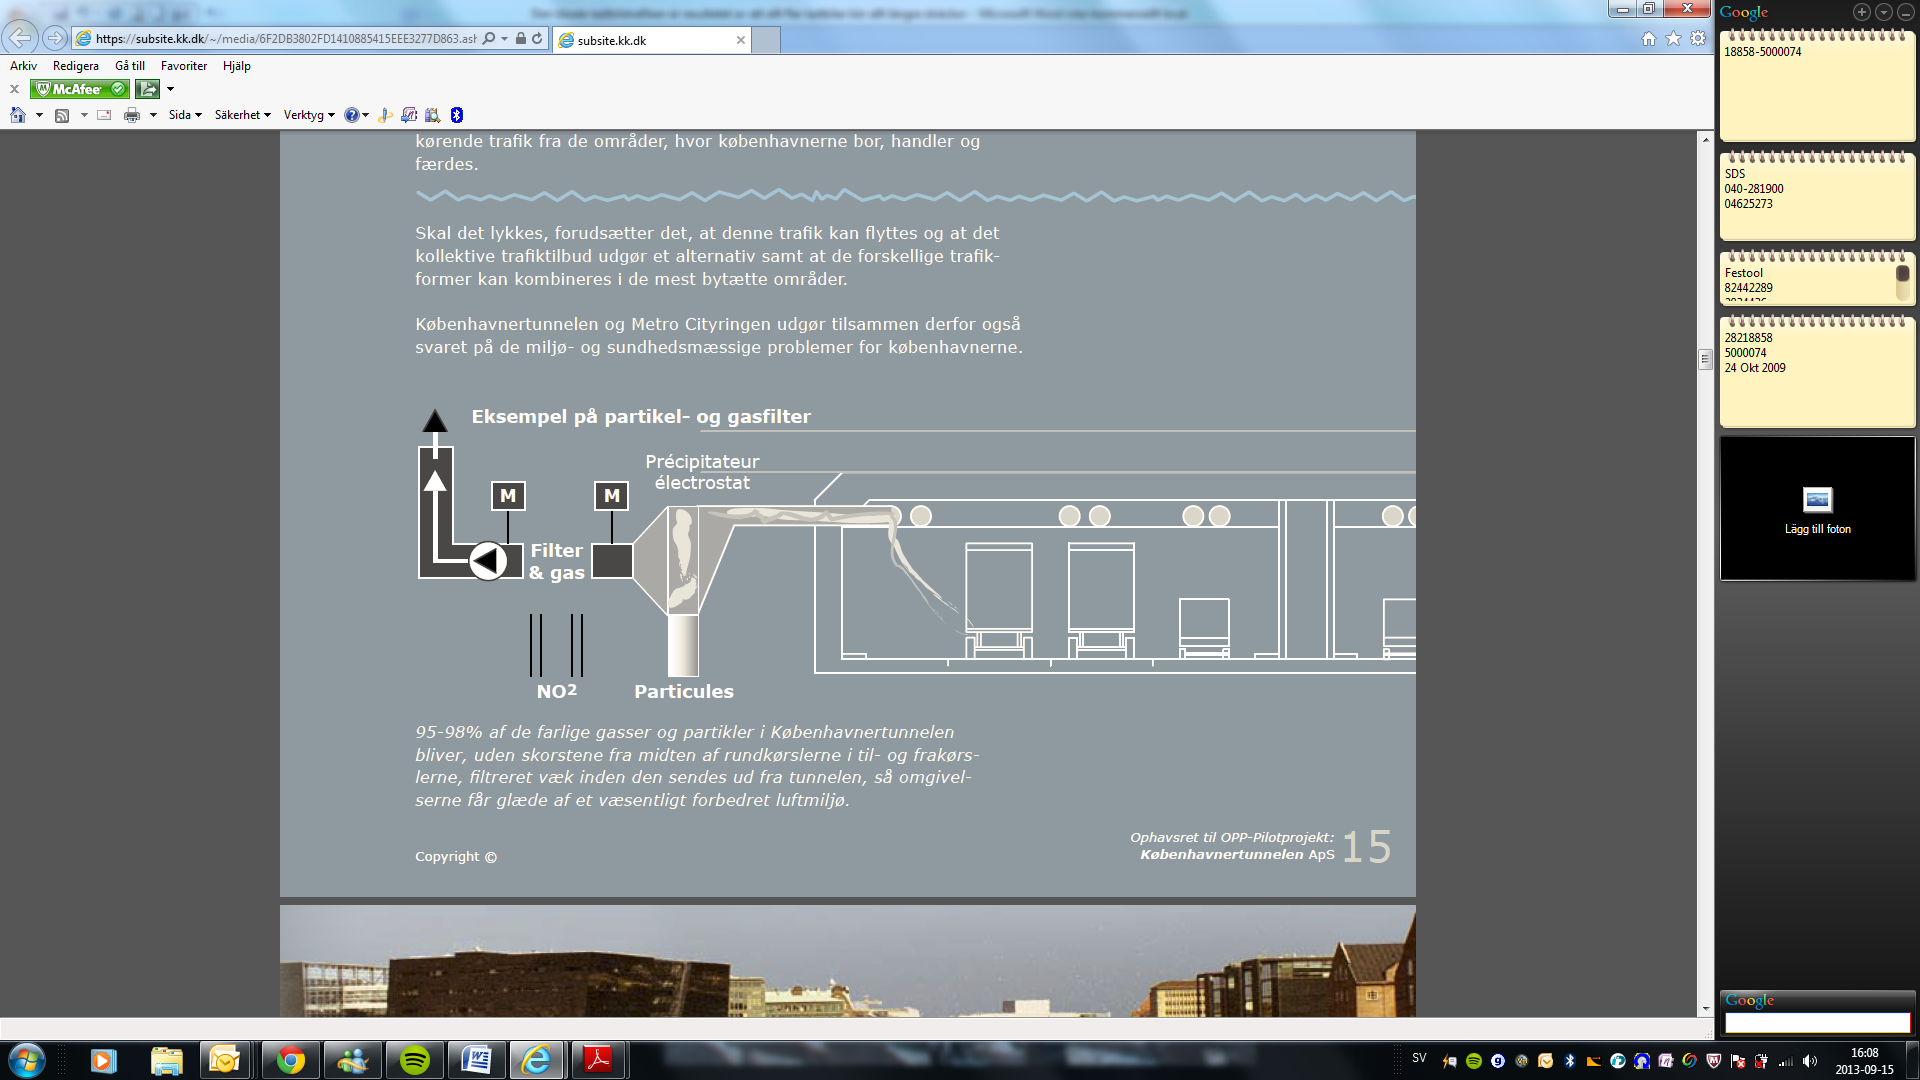 https://subsite.kk.dk/~/media/6F2DB3802FD1410885415EEE3277D863.ash
subsite.kk.dk
Arkiv Redigera Gå till Favoriter Hjälp
McAfee
Sida Säkerhet Verktyg
kørende trafik fra de områder, hvor københavnerne bor, handler og
færdes.
Skal det lykkes, forudsætter det, at denne trafik kan flyttes og at det
kollektive trafiktilbud udgør et alternativ samt at de forskellige trafik-
former kan kombineres i de mest bytætte områder.
Københavnertunnelen og Metro Cityringen udgør tilsammen derfor også
svaret på de miljø- og sundhedsmæssige problemer for københavnerne.
Eksempel på partikel- og gasfilter
Précipitateur
électrostat
M M
Filter
& gas
NO2 Particules
95-98% af de farlige gasser og partikler i Københavnertunnelen
bliver, uden skorstene fra midten af rundkørslerne i til- og frakørs-
lerne, filtreret væk inden den sendes ud fra tunnelen, så omgivel-
serne får glæde af et væsentligt forbedret luftmiljø.
Ophavsret til OPP-Pilotprojekt:
Københavnertunnelen ApS
15
Copyright ©
Google
18858-5000074
SDS
040-281900
04625273
Festool
82442289
28218858
5000074
24 Okt 2009
Lägg till foton
Google
SV
16:08
2013-09-15